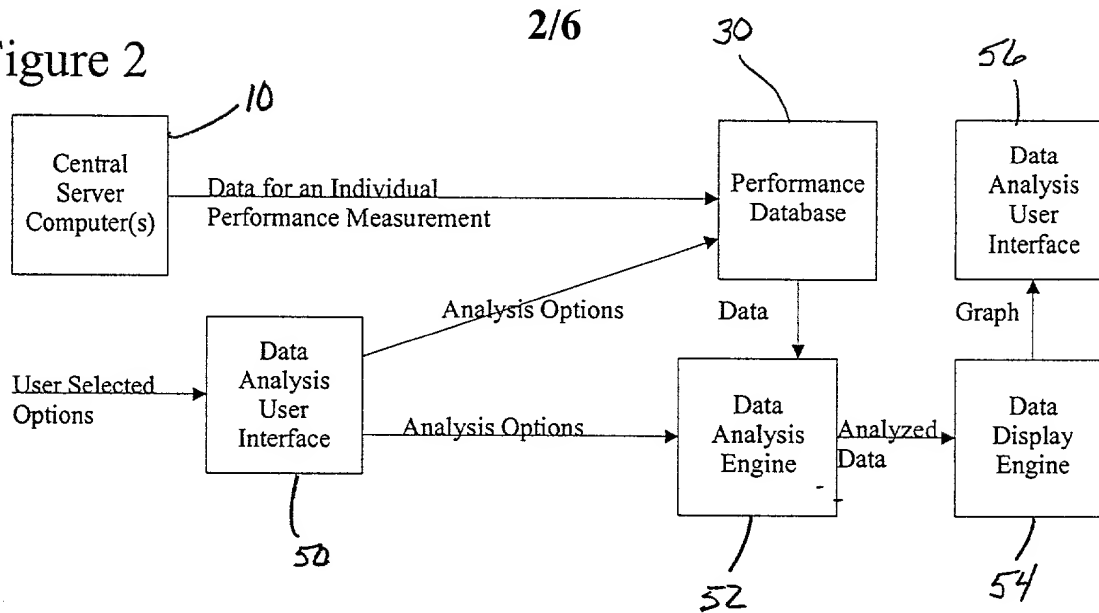 2/6
igure 2
10
30
56
Central
Server
Computer(s)
Data for an Individual
Performance Measurement
Performance
Database
Data
Analysis
User
Interface
Analysis Options
Data
Graph
User Selected
Options
Data
Analysis
User
Interface
Analysis Options
Data
Analysis
Engine
Analyzed
Data
Data
Display
Engine
50
52
54